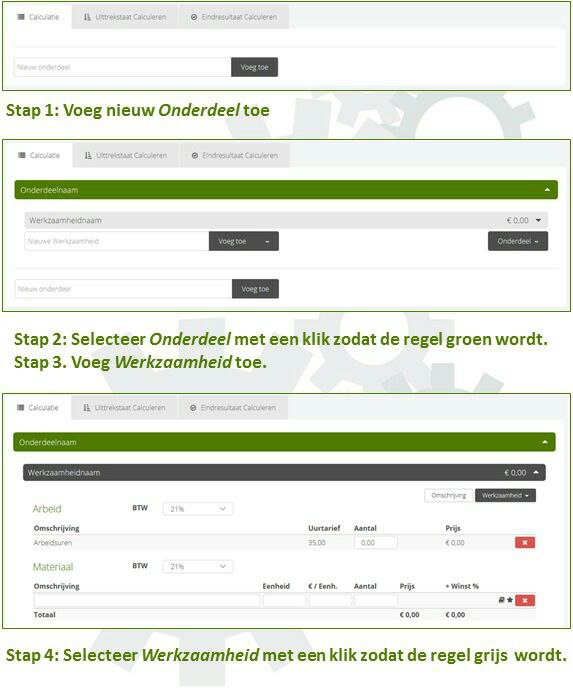 Calculatie Uittrekstaat Calculeren Eindresultaat Calculeren
Nieuw onderdeel Voeg toe
Stap 1: Voeg nieuw Onderdeel toe
Calculatie Uittrekstaat Calculeren Eindresultaat Calculeren
Onderdeelnaam
Werkzaamheidnaam € 0,00
Nieuwe Werkzaamheid Voeg toe Onderdeel
Nieuw onderdeel Voeg toe
Stap 2: Selecteer Onderdeel met een klik zodat de regel groen wordt.
Stap 3. Voeg Werkzaamheid toe.
Calculatie Uittrekstaat Calculeren Eindresultaat Calculeren
Onderdeelnaam
Werkzaamheidnaam € 0,00
Omschrijving Werkzaamheid
Arbeid BTW 21%
Omschrijving Uurtarief Aantal Prijs
Arbeidsuren 35,00 0,00 € 0,00
Materiaal BTW 21%
Omschrijving Eenheid € / Eenh. Aantal Prijs + Winst %
Totaal € 0,00 € 0,00
Stap 4: Selecteer Werkzaamheid met een klik zodat de regel grijs wordt.